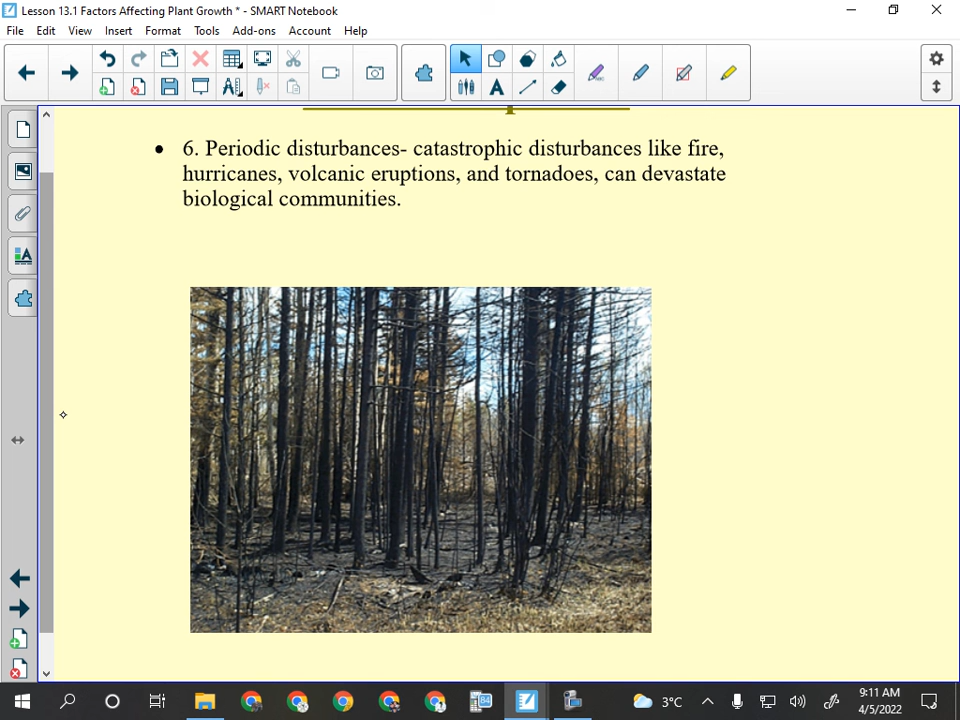 Lesson 13.1 Factors Affecting Plant Growth * - SMART Notebook
File Edit View Insert Format Tools Add-ons Account Help
• 6. Periodic disturbances- catastrophic disturbances like fire,
hurricanes, volcanic eruptions, and tornadoes, can devastate
biological communities.
3°C
9:11 AM
4/5/2022